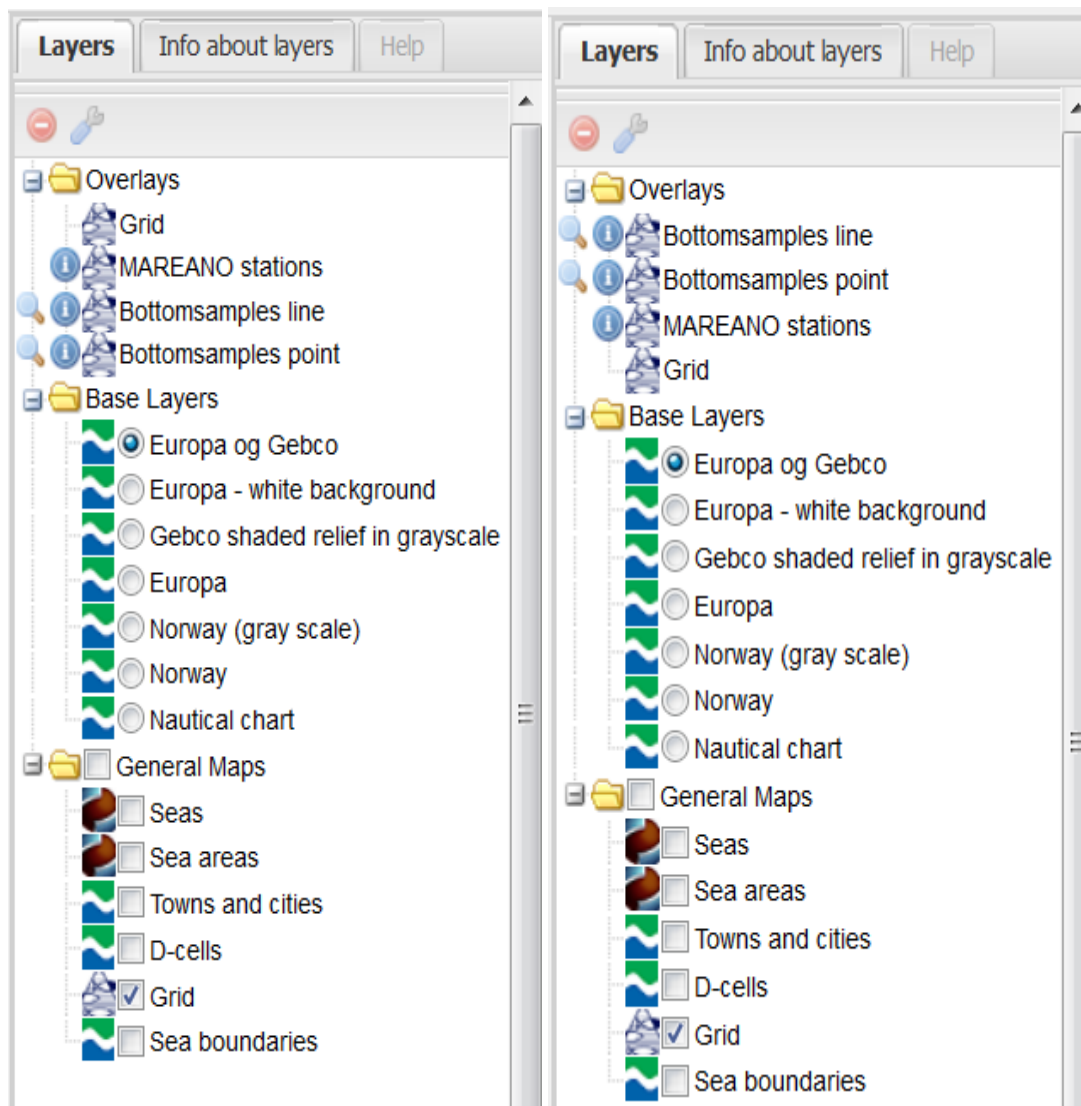 Layers Info about layers Help
Overlays
Grid
MAREANO stations
Bottomsamples line
Bottomsamples point
Base Layers
Europa og Gebco
Europa - white background
Gebco shaded relief in grayscale
Europa
Norway (gray scale)
Norway
Nautical chart
General Maps
Seas
Sea areas
Towns and cities
D-cells
Grid
Sea boundaries
Layers Info about layers Help
Overlays
Bottomsamples line
Bottomsamples point
MAREANO stations
Grid
Base Layers
Europa og Gebco
Europa - white background
Gebco shaded relief in grayscale
Europa
Norway (gray scale)
Norway
Nautical chart
General Maps
Seas
Sea areas
Towns and cities
D-cells
Grid
Sea boundaries